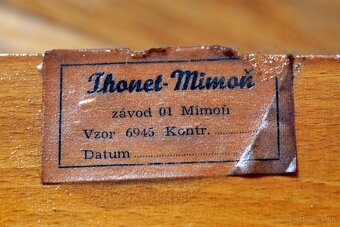 Thonet-Mimoň
závod 01 Mimoň
Vzor 6945 Kontr.
Datum